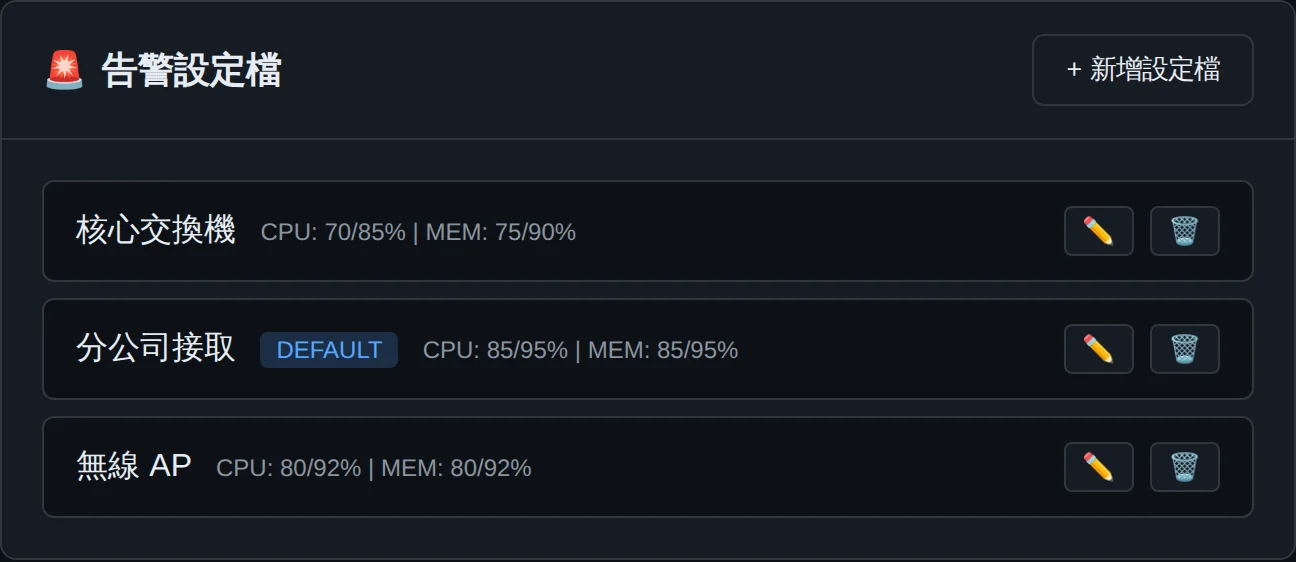 🚨 告警設定檔
+ 新增設定檔
核心交換機 CPU: 70/85% | MEM: 75/90%
分公司接取 DEFAULT CPU: 85/95% | MEM: 85/95%
無線 AP CPU: 80/92% | MEM: 80/92%